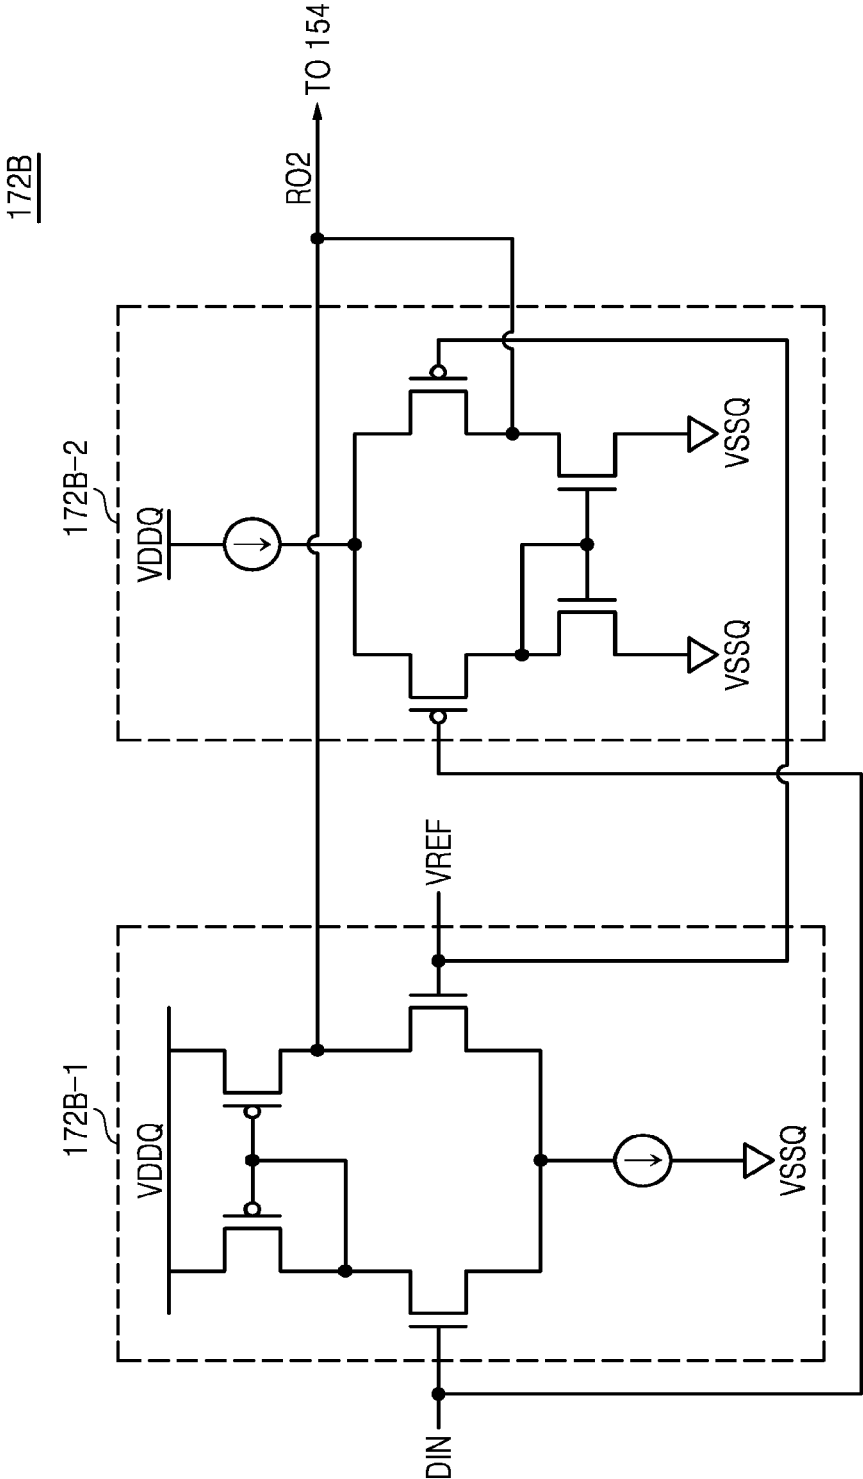 172B
172B-1
172B-2
VDDQ
VDDQ
RO2
TO 154
DIN
VREF
VSSQ
VSSQ
VSSQ